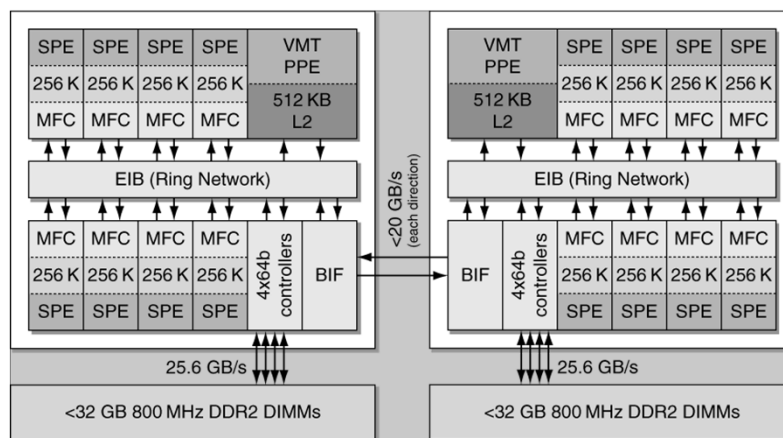 SPE SPE SPE SPE VMT PPE
256 K 256 K 256 K 256 K 512 KB L2
MFC MFC MFC MFC
EIB (Ring Network)
MFC MFC MFC MFC 4x64b controllers BIF
256 K 256 K 256 K 256 K
SPE SPE SPE SPE
25.6 GB/s
<32 GB 800 MHz DDR2 DIMMs
<20 GB/s
(each direction)
VMT PPE SPE SPE SPE SPE
512 KB L2 256 K 256 K 256 K 256 K
MFC MFC MFC MFC
EIB (Ring Network)
BIF 4x64b controllers MFC MFC MFC MFC
256 K 256 K 256 K 256 K
SPE SPE SPE SPE
25.6 GB/s
<32 GB 800 MHz DDR2 DIMMs